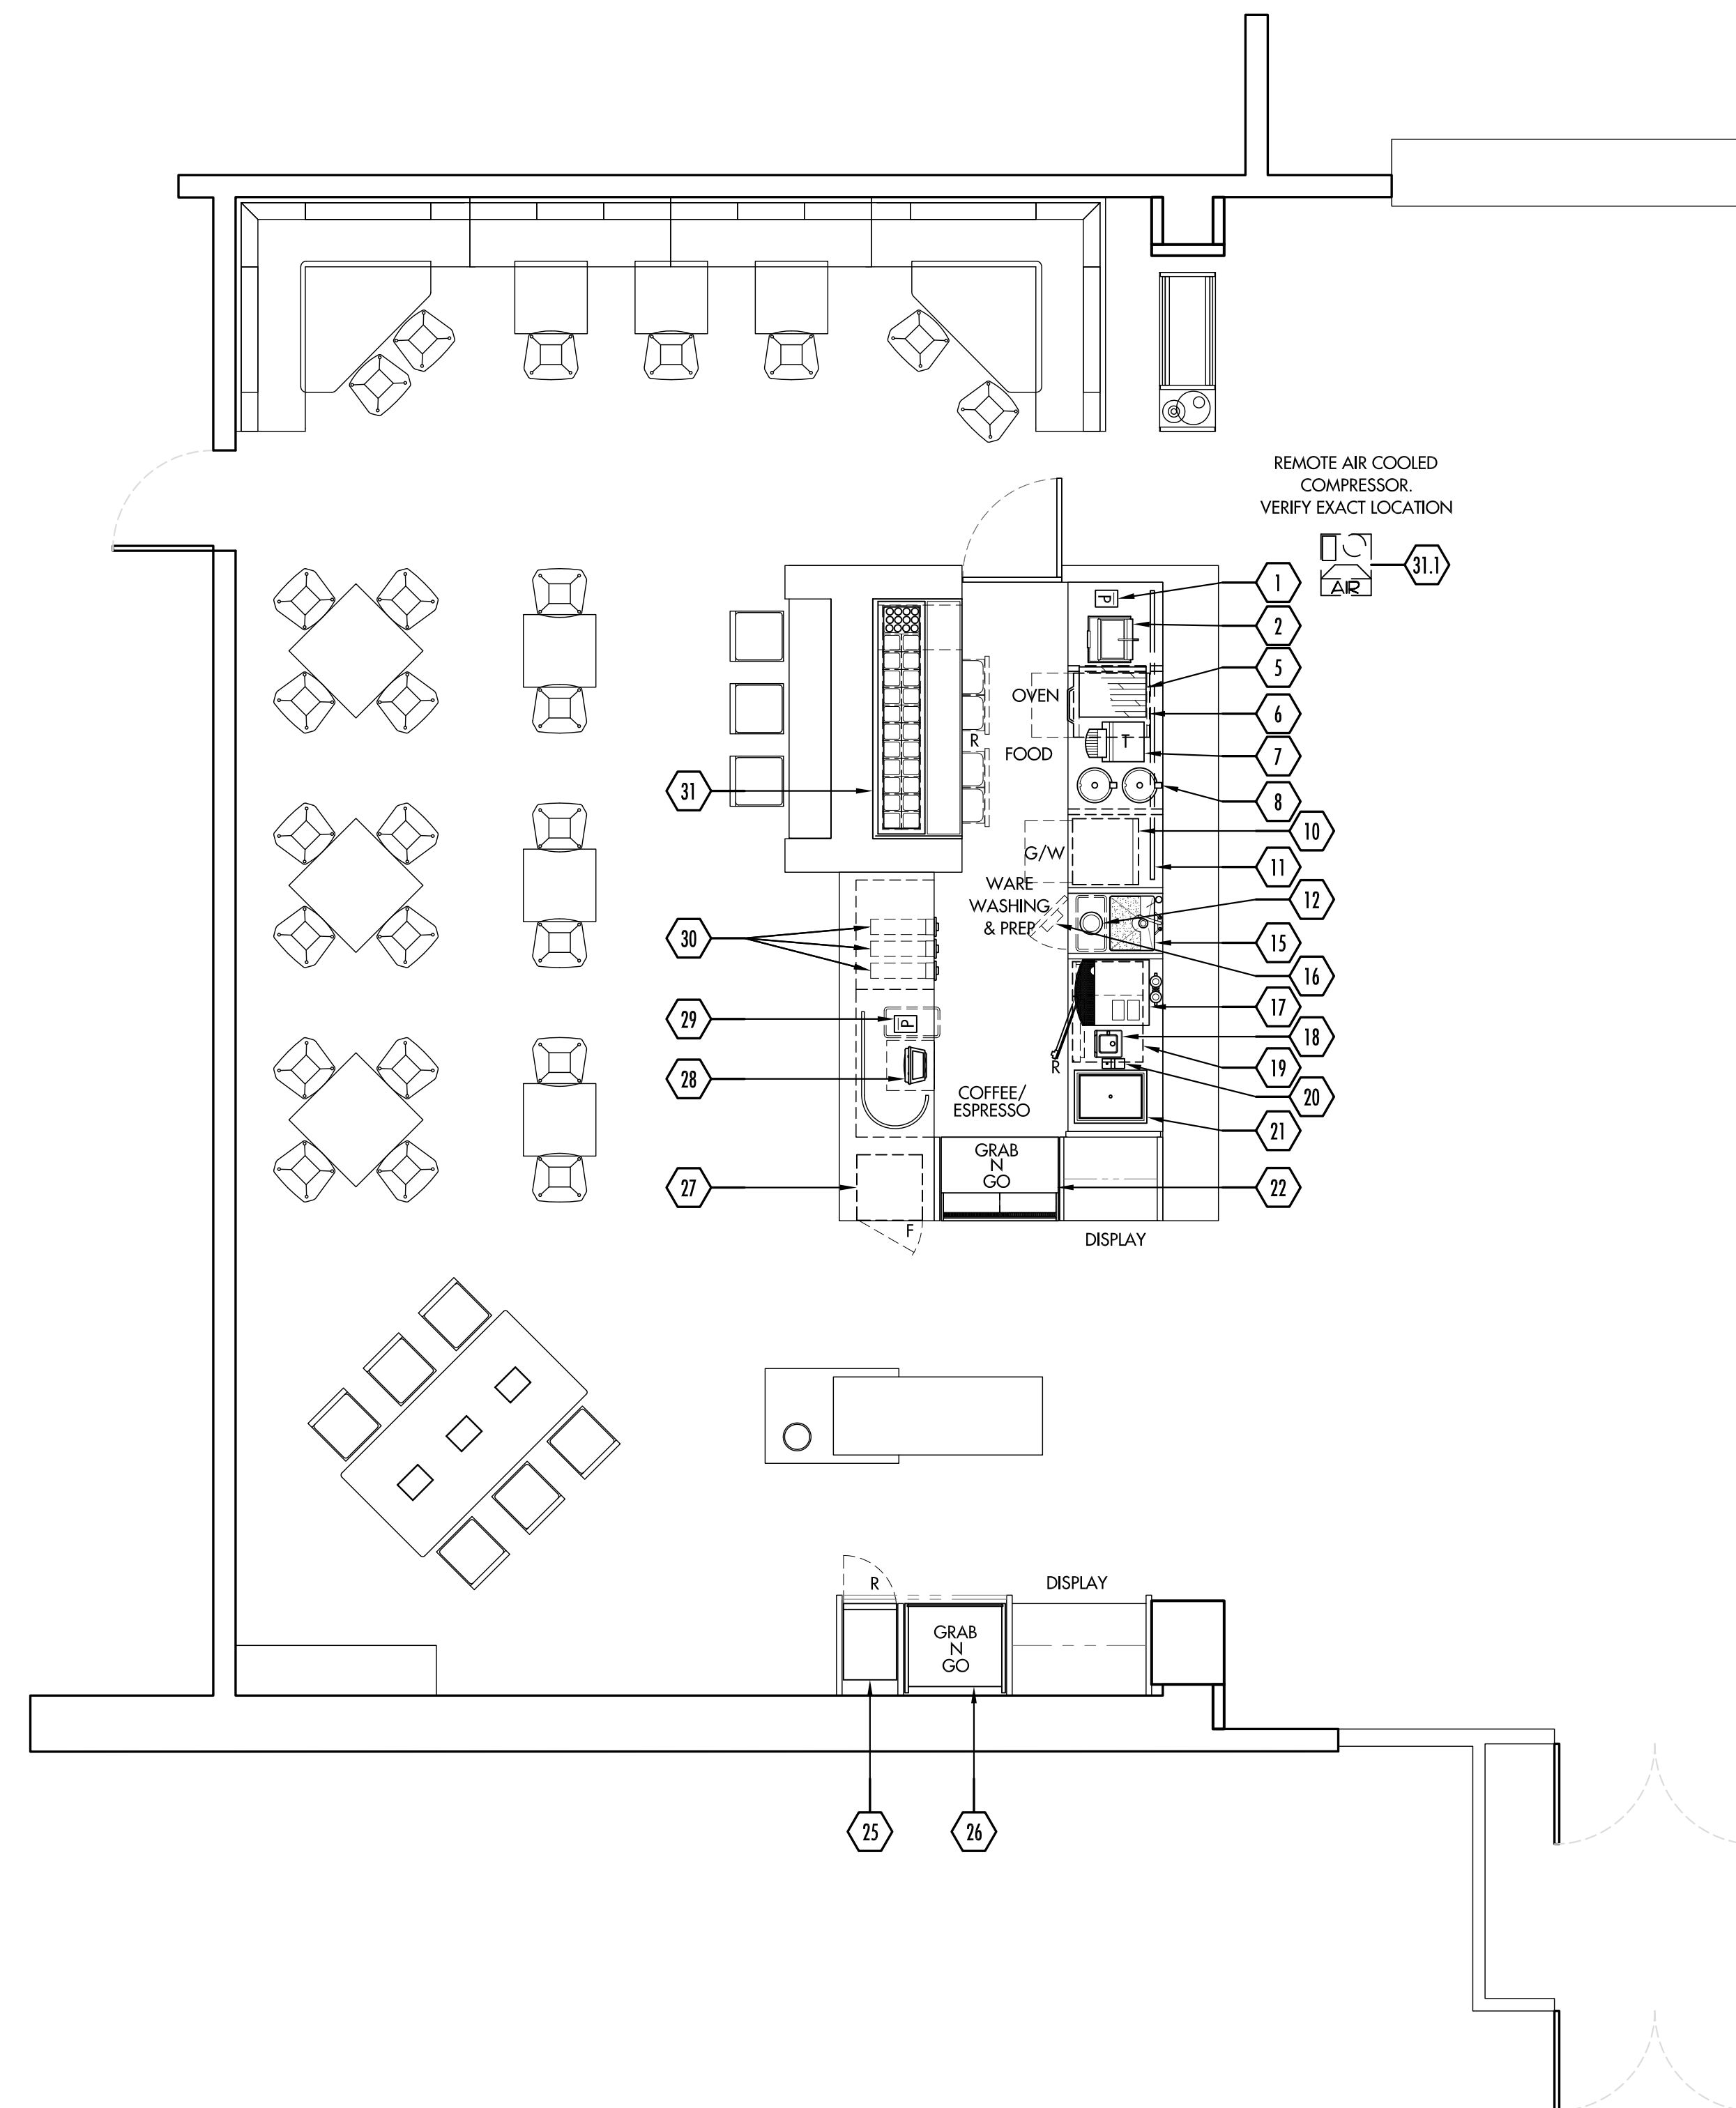 REMOTE AIR COOLED
COMPRESSOR.
VERIFY EXACT LOCATION
31.1
AIR
1
P
2
5
OVEN
6
T
7
R
FOOD
31
8
10
G/W
11
WARE
WASHING
& PREP
12
30
15
16
17
29
P
18
R
19
28
COFFEE/
ESPRESSO
20
21
GRAB
N
GO
27
22
F
DISPLAY
R
DISPLAY
GRAB
N
GO
25
26